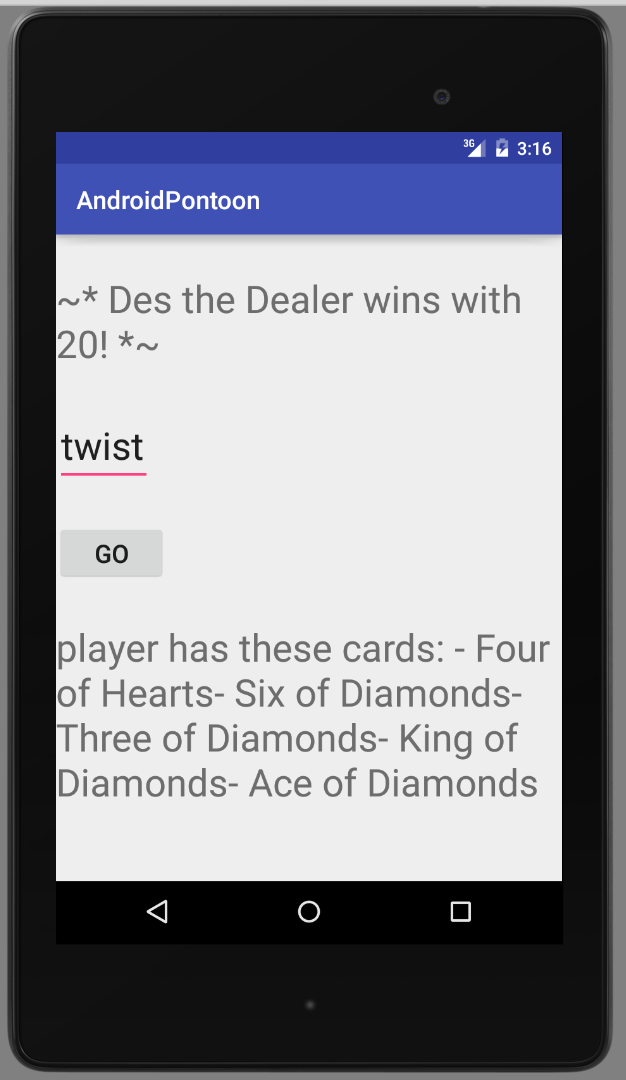 3G 3:16
AndroidPontoon
~* Des the Dealer wins with
20! *~
twist
GO
player has these cards: - Four
of Hearts- Six of Diamonds-
Three of Diamonds- King of
Diamonds- Ace of Diamonds